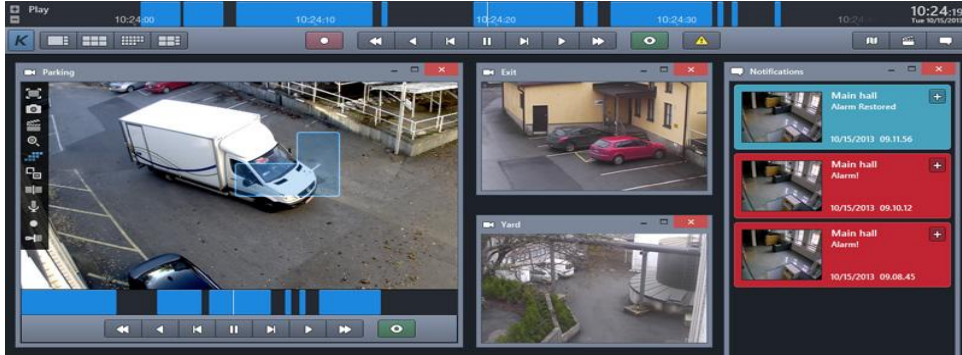 Play
10:24:00
10:24:10
10:24:20
10:24:30
10:24
10:24:19
Tue 10/15/2013
K
Parking
Exit
Yard
Notifications
Main hall
Alarm Restored
10/15/2013 09.11.56
Main hall
Alarm!
10/15/2013 09.10.12
Main hall
Alarm!
10/15/2013 09.08.45